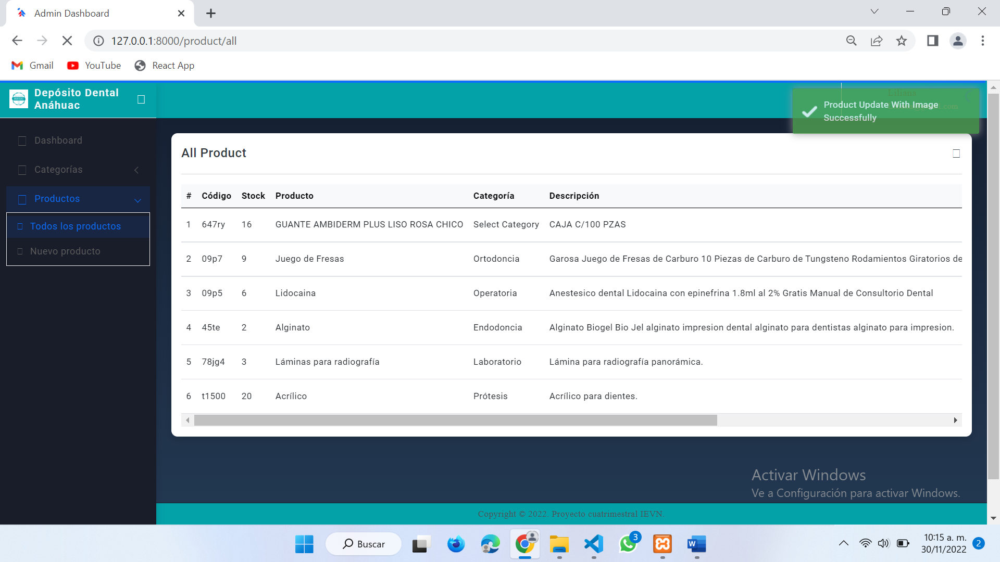 Admin Dashboard
127.0.0.1:8000/product/all
Gmail YouTube React App
Depósito Dental
Anáhuac
Liliana
.com
Product Update With Image
Successfully
Dashboard
Categorías
Productos
Todos los productos
Nuevo producto
All Product
# Código Stock Producto Categoría Descripción
1 647ry 16 GUANTE AMBIDERM PLUS LISO ROSA CHICO Select Category CAJA C/100 PZAS
2 09p7 9 Juego de Fresas Ortodoncia Garosa Juego de Fresas de Carburo 10 Piezas de Carburo de Tungsteno Rodamientos Giratorios de
3 09p5 6 Lidocaina Operatoria Anestesico dental Lidocaina con epinefrina 1.8ml al 2% Gratis Manual de Consultorio Dental
4 45te 2 Alginato Endodoncia Alginato Biogel Bio Jel alginato impresion dental alginato para dentistas alginato para impresion.
5 78jg4 3 Láminas para radiografía Laboratorio Lámina para radiografía panorámica.
6 t1500 20 Acrílico Prótesis Acrílico para dientes.
Activar Windows
Ve a Configuración para activar Windows.
Copyright © 2022. Proyecto cuatrimestral IEVN.
Buscar
3
10:15 a. m.
30/11/2022
2